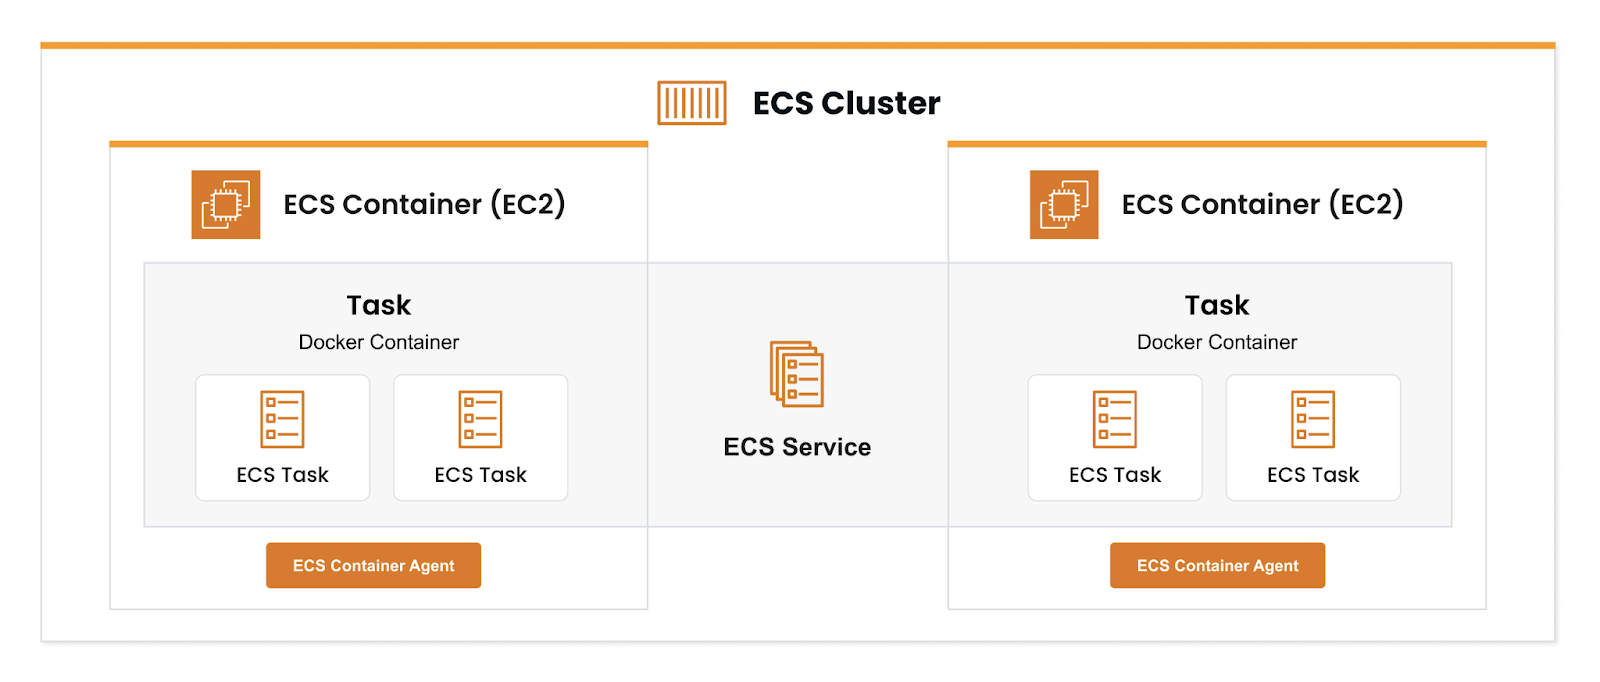 ECS Cluster
ECS Container (EC2)
Task
Docker Container
ECS Task
ECS Task
ECS Container Agent
ECS Service
ECS Container (EC2)
Task
Docker Container
ECS Task
ECS Task
ECS Container Agent